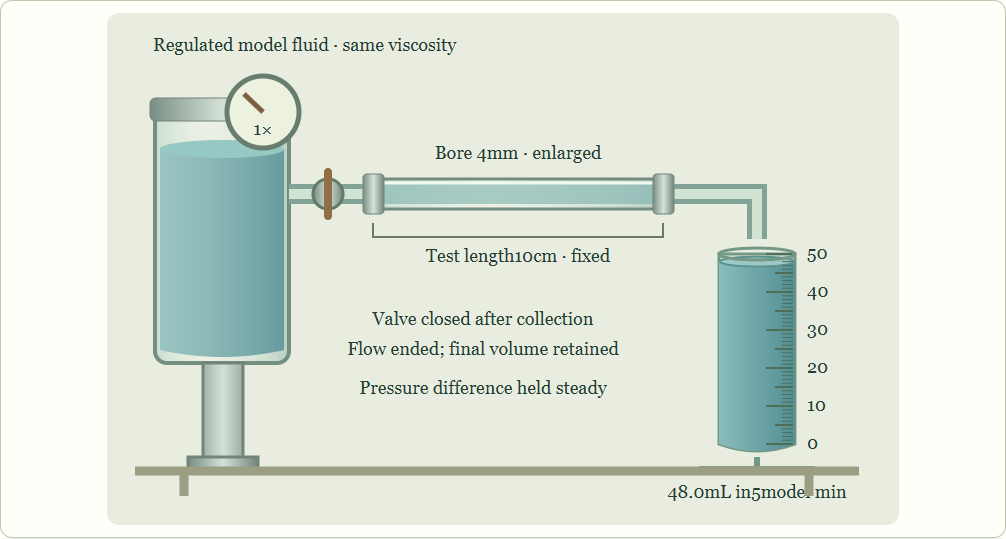 Regulated model fluid · same viscosity
1×
Bore 4mm · enlarged
Test length10cm · fixed
50
40
30
20
10
0
Valve closed after collection
Flow ended; final volume retained
Pressure difference held steady
48.0mL in5model min